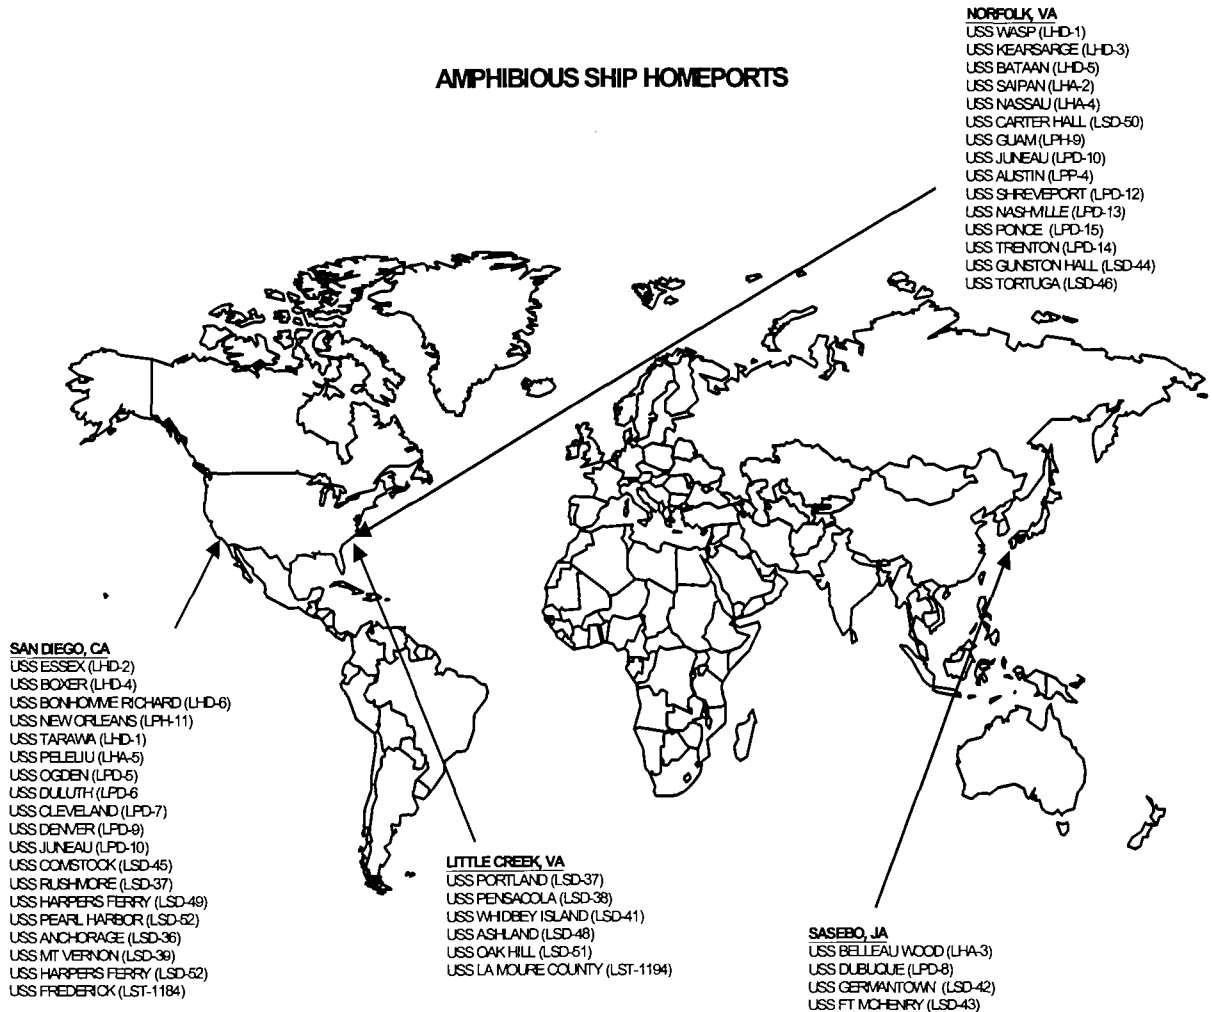 AMPHIBIOUS SHIP HOMEPORTS
NORFOLK, VA
USS WASP (LHD-1)
USS KEARSARGE (LHD-3)
USS BATAAN (LHD-5)
USS SAIPAN (LHA-2)
USS NASSAU (LHA-4)
USS CARTER HALL (LSD-50)
USS GUAM (LPH-9)
USS JUNEAU (LPD-10)
USS AUSTIN (LPP-4)
USS SHREVEPORT (LPD-12)
USS NASHVILLE (LPD-13)
USS PONCE (LPD-15)
USS TRENTON (LPD-14)
USS GUNSTON HALL (LSD-44)
USS TORTUGA (LSD-46)
SAN DIEGO, CA
USS ESSEX (LHD-2)
USS BOXER (LHD-4)
USS BONHOMME RICHARD (LHD-6)
USS NEW ORLEANS (LPH-11)
USS TARAWA (LHD-1)
USS PELELIU (LHA-5)
USS OGDEN (LPD-5)
USS DULUTH (LPD-6
USS CLEVELAND (LPD-7)
USS DENVER (LPD-9)
USS JUNEAU (LPD-10)
USS COMSTOCK (LSD-45)
USS RUSHMORE (LSD-37)
USS HARPERS FERRY (LSD-49)
USS PEARL HARBOR (LSD-52)
USS ANCHORAGE (LSD-36)
USS MT VERNON (LSD-39)
USS HARPERS FERRY (LSD-52)
USS FREDERICK (LST-1184)
LITTLE CREEK, VA
USS PORTLAND (LSD-37)
USS PENSACOLA (LSD-38)
USS WHIDBEY ISLAND (LSD-41)
USS ASHLAND (LSD-48)
USS OAK HILL (LSD-51)
USS LA MOURE COUNTY (LST-1194)
SASEBO, JA
USS BELLEAU WOOD (LHA-3)
USS DUBUQUE (LPD-8)
USS GERMANTOWN (LSD-42)
USS FT MCHENRY (LSD-43)